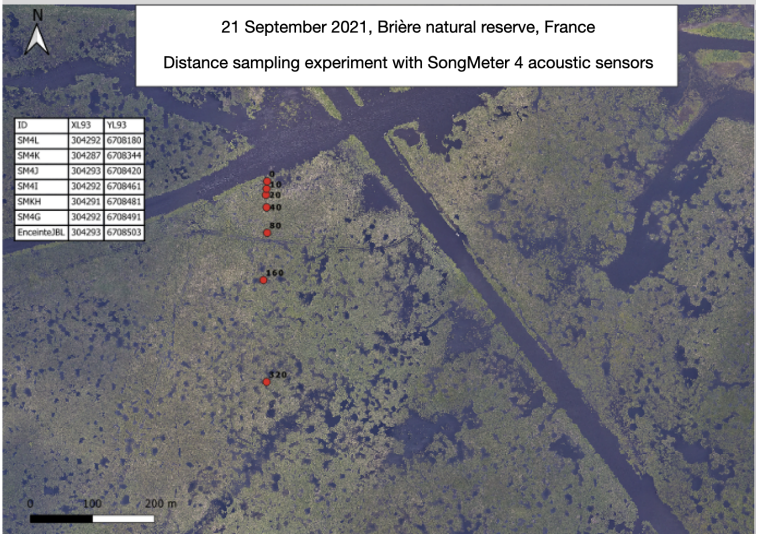 21 September 2021, Brière natural reserve, France
Distance sampling experiment with SongMeter 4 acoustic sensors
N
ID XL93 YL93
SM4L 304292 6708180
SM4K 304287 6708344
SM4J 304293 6708420
SM4I 304292 6708461
SMKH 304291 6708481
SM4G 304292 6708491
EnceinteJBL 304293 6708503
0
10
20
40
80
160
320
0 100 200 m